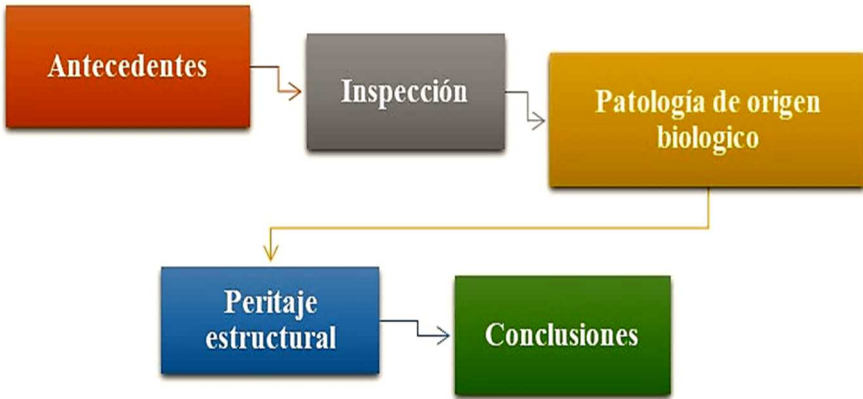 Antecedentes
Inspección
Patología de origen
biologico
Peritaje
estructural
Conclusiones